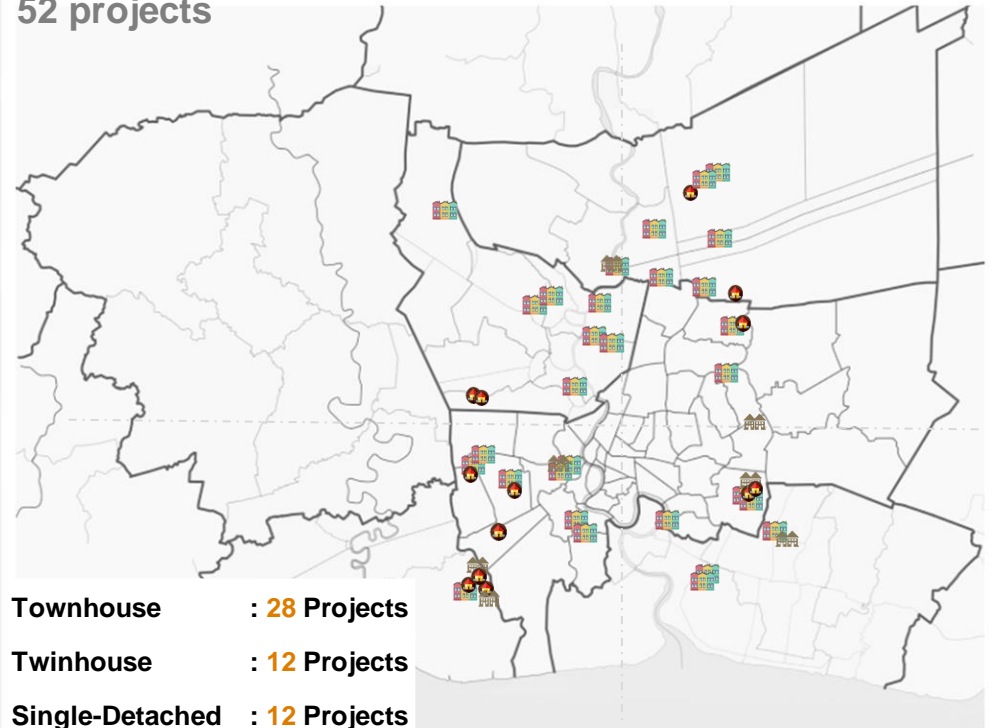 52 projects
Townhouse : 28 Projects
Twinhouse : 12 Projects
Single-Detached : 12 Projects